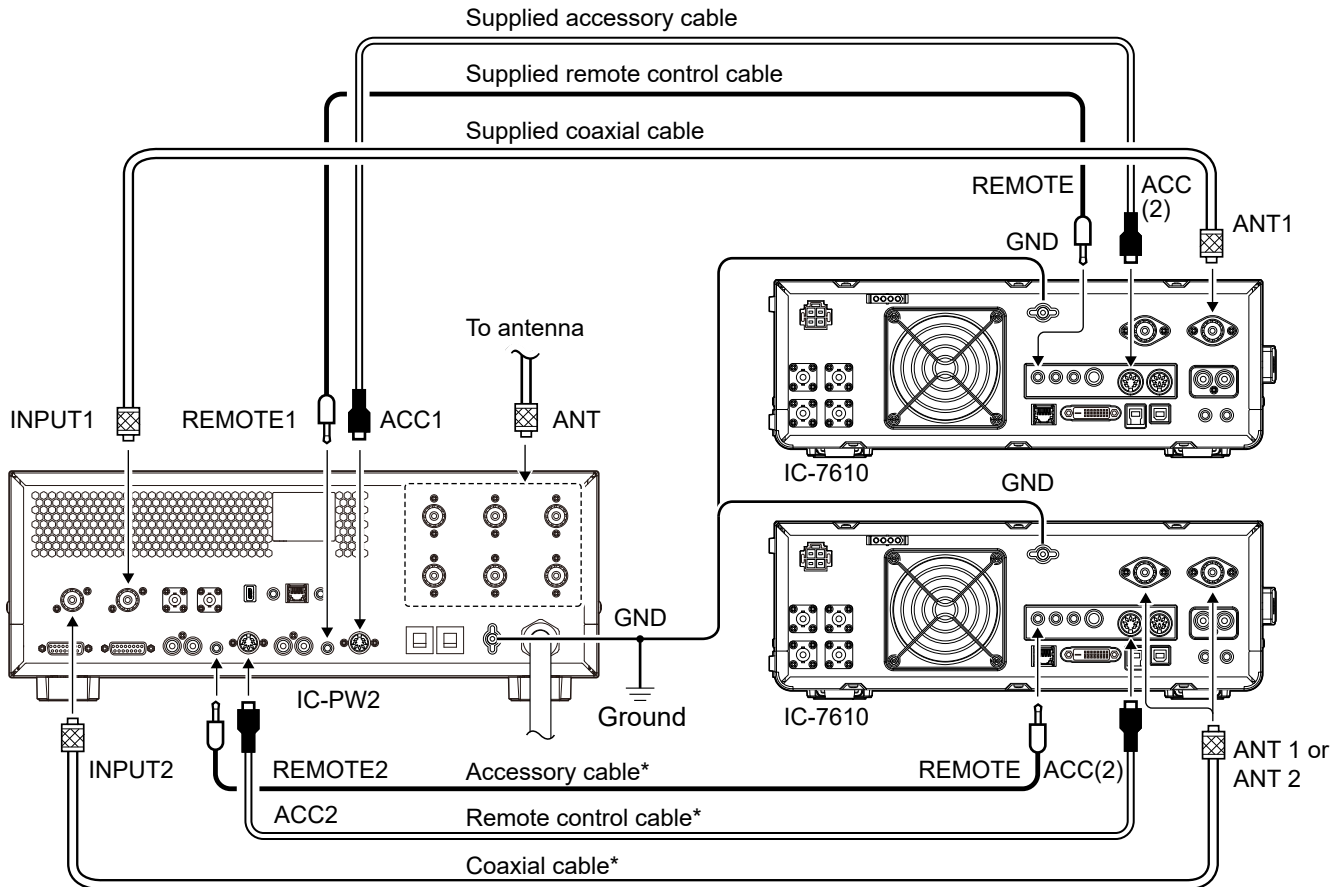 Supplied accessory cable
Supplied remote control cable
Supplied coaxial cable
REMOTE
ACC
(2)
ANT1
GND
To antenna
INPUT1
REMOTE1
ACC1
ANT
IC-7610
GND
GND
IC-PW2
Ground
IC-7610
INPUT2
REMOTE2
Accessory cable*
REMOTE
ACC(2)
ANT 1 or
ANT 2
ACC2
Remote control cable*
Coaxial cable*